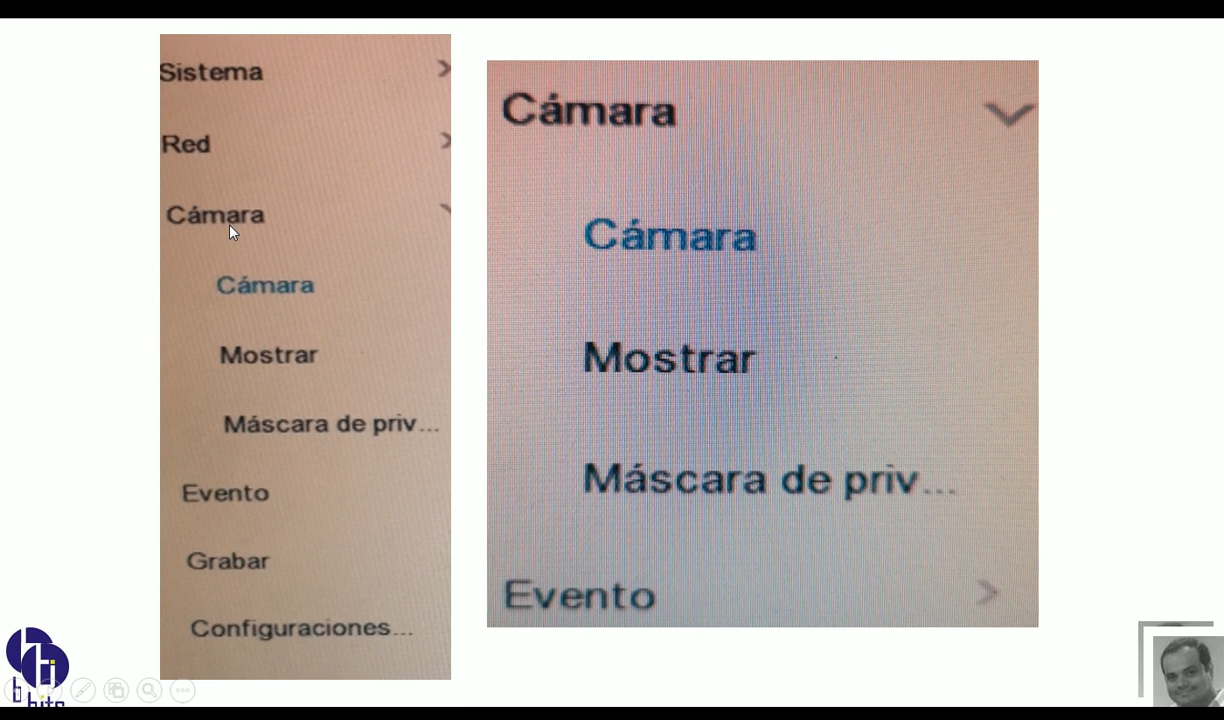 Sistema
Red
Cámara
Cámara
Mostrar
Máscara de priv...
Evento
Grabar
Configuraciones...
Cámara
Cámara
Mostrar
Máscara de priv...
Evento